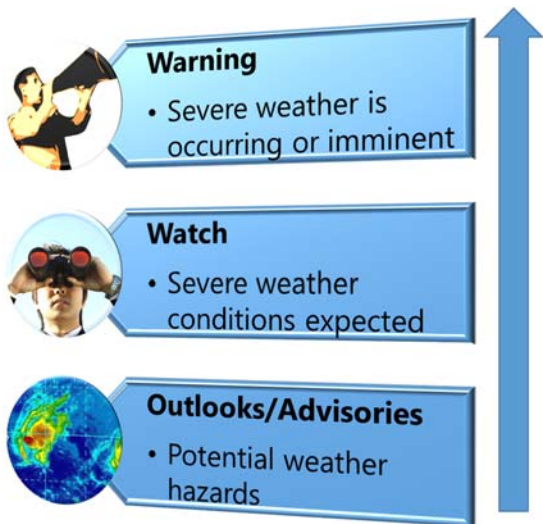 Warning
• Severe weather is
occurring or imminent
Watch
• Severe weather
conditions expected
Outlooks/Advisories
• Potential weather
hazards